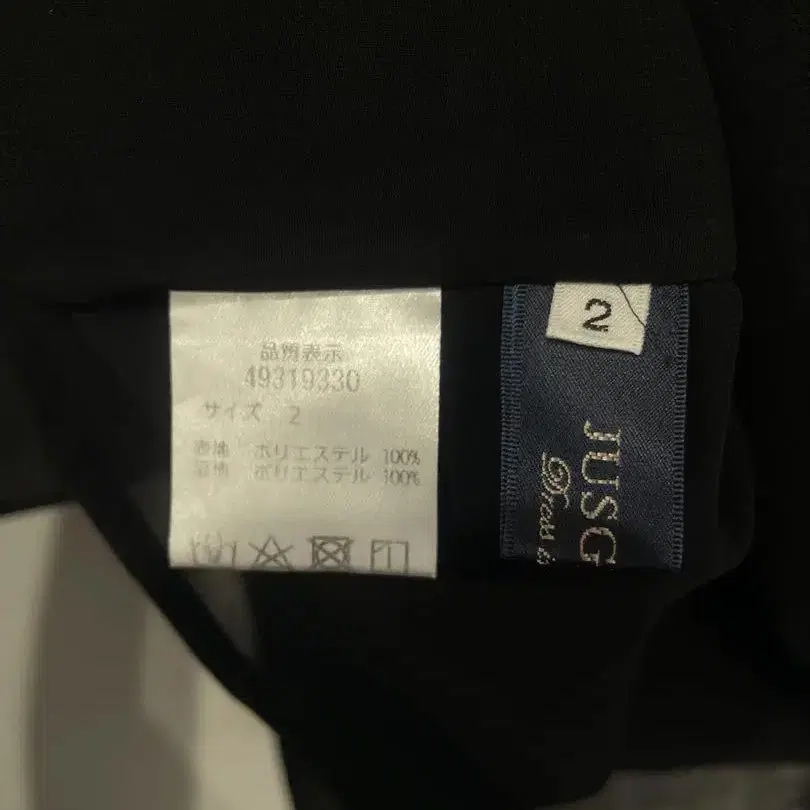 品質表示
49319330
サイズ 2
表地 ポリエステル 100%
裏地 ポリエステル 100%
2
JUSG
Dress